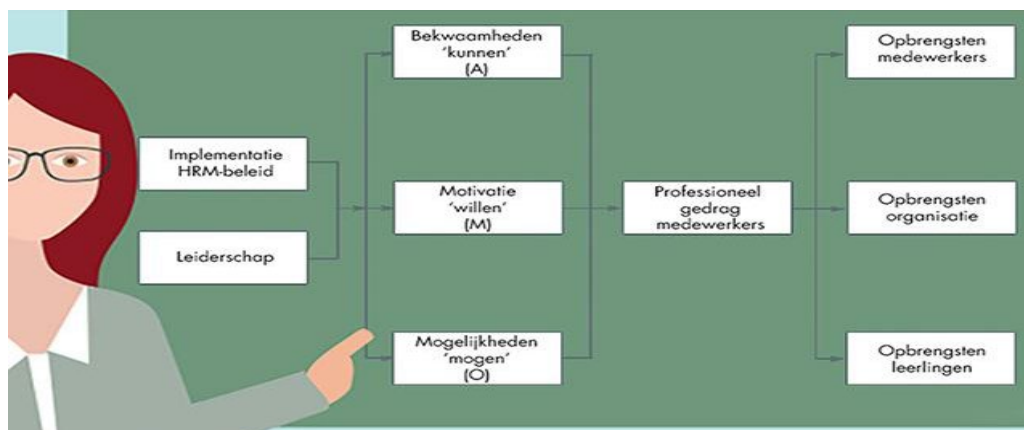 Implementatie
HRM-beleid
Leiderschap
Bekwaamheden
'kunnen'
(A)
Motivatie
'willen'
(M)
Mogelijkheden
'mogen'
(O)
Professioneel
gedrag
medewerkers
Opbrengsten
medewerkers
Opbrengsten
organisatie
Opbrengsten
leerlingen